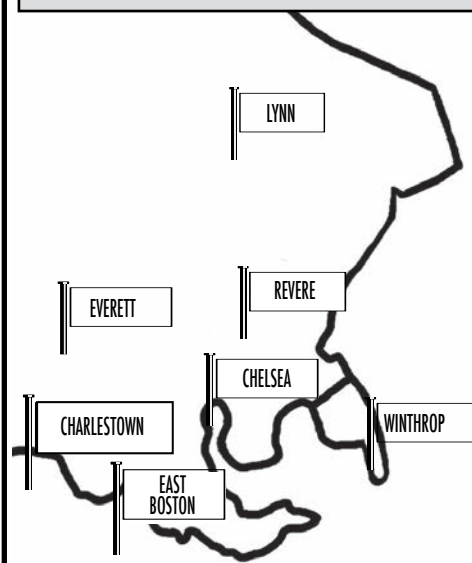 LYNN
REVERE
EVERETT
CHELSEA
CHARLESTOWN
WINTHROP
EAST
BOSTON